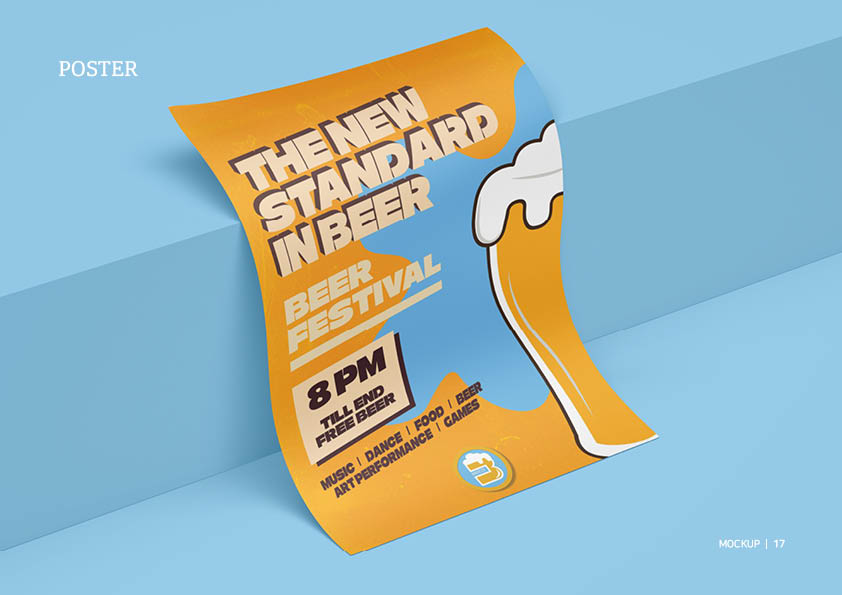 POSTER
THE NEW
STANDARD
IN BEER
BEER
FESTIVAL
8 PM
TILL END
FREE BEER
MUSIC | DANCE | FOOD | BEER
ART PERFORMANCE | GAMES
B
MOCKUP | 17